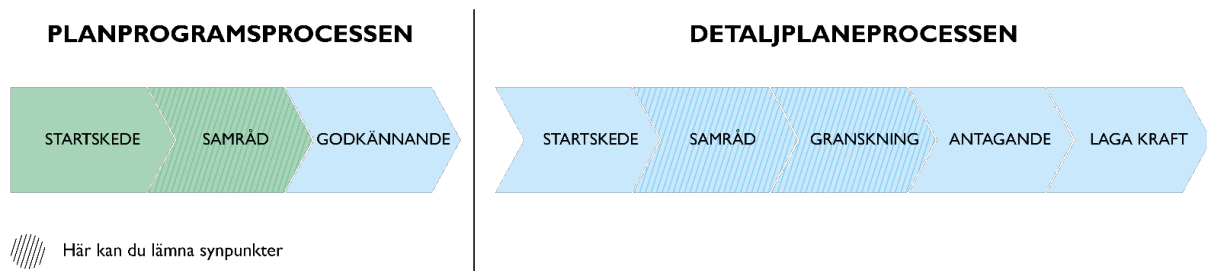 PLANPROGRAMSPROCESSEN
STARTSKEDE SAMRÅD GODKÄNNANDE
Här kan du lämna synpunkter
DETALJPLANEPROCESSEN
STARTSKEDE SAMRÅD GRANSKNING ANTAGANDE LAGA KRAFT